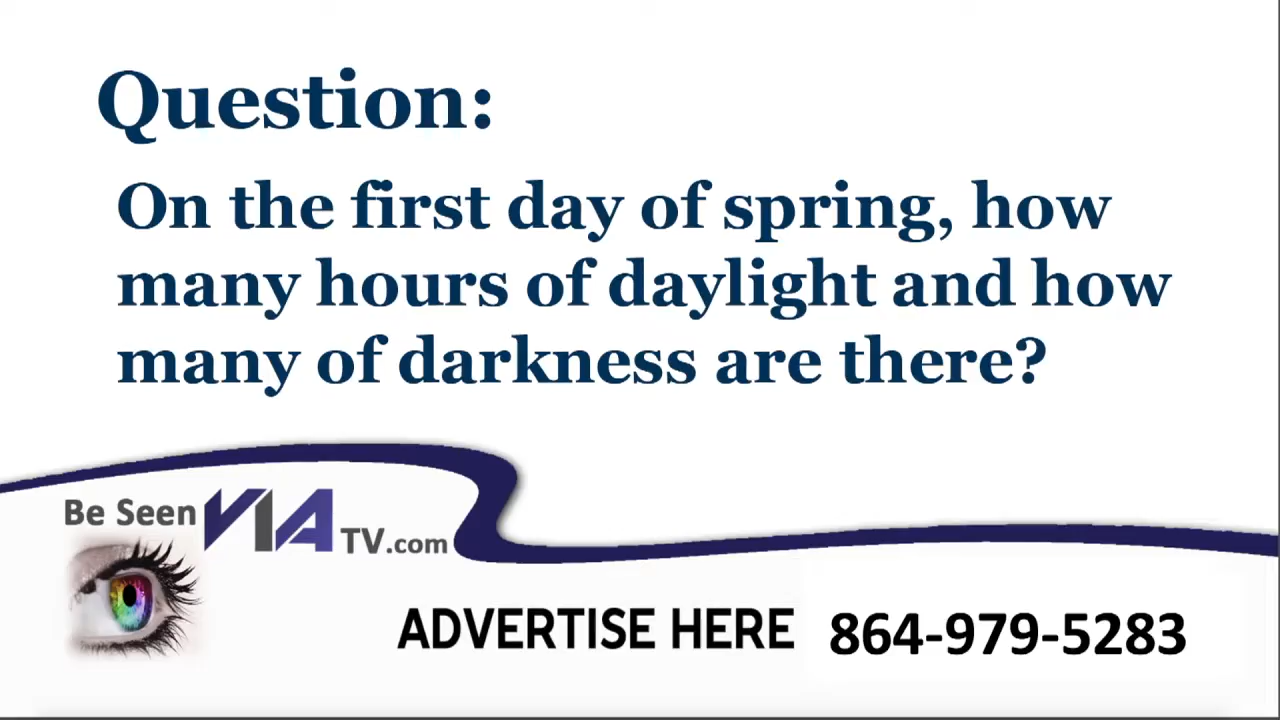 Question:
On the first day of spring, how
many hours of daylight and how
many of darkness are there?
Be Seen VIA TV.com
ADVERTISE HERE 864-979-5283